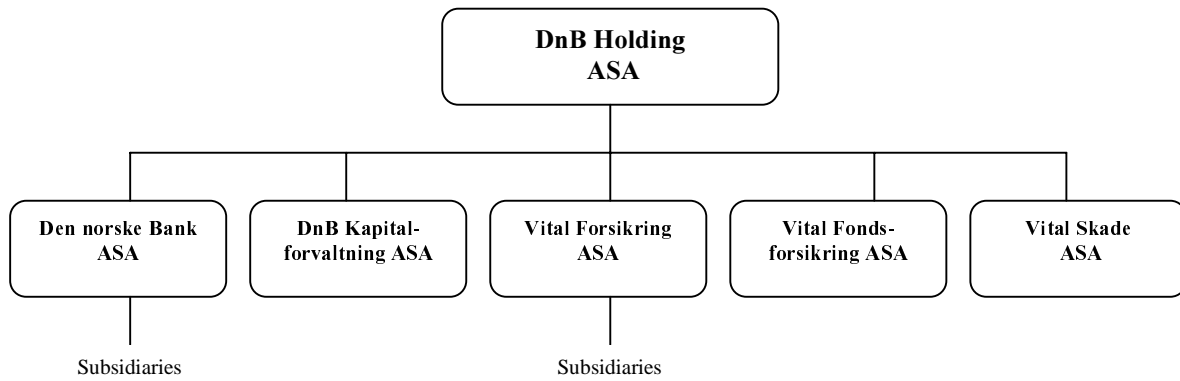 DnB Holding
ASA
Den norske Bank
ASA
DnB Kapital-
forvaltning ASA
Vital Forsikring
ASA
Vital Fonds-
forsikring ASA
Vital Skade
ASA
Subsidiaries
Subsidiaries